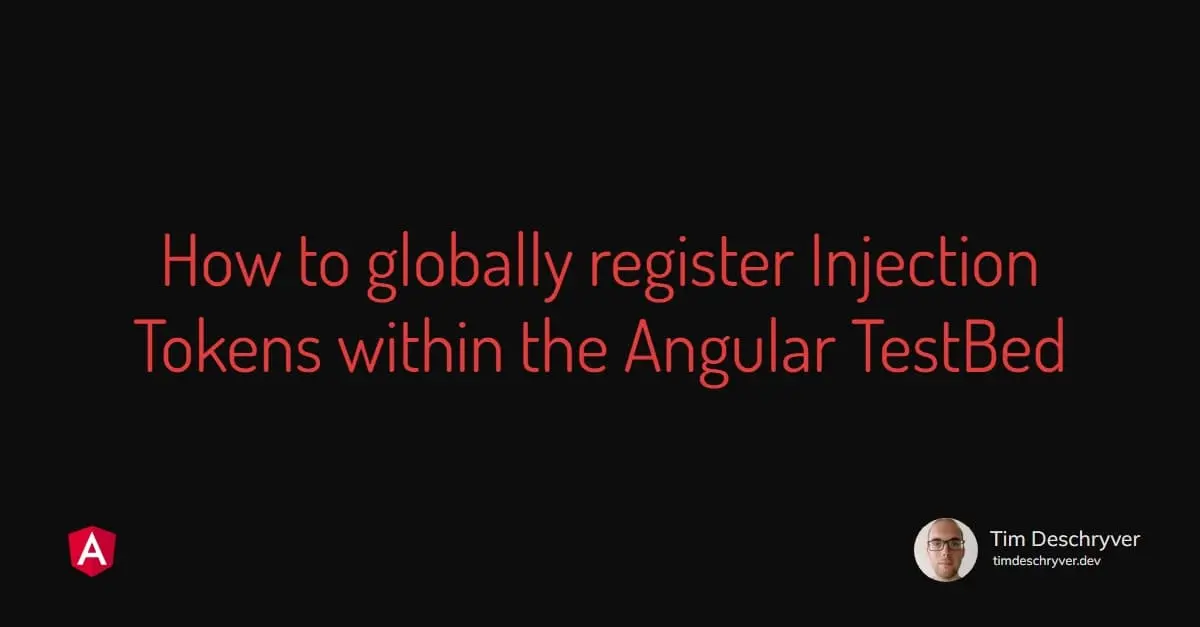 How to globally register Injection
Tokens within the Angular TestBed
A
Tim Deschryver
timdeschryver.dev